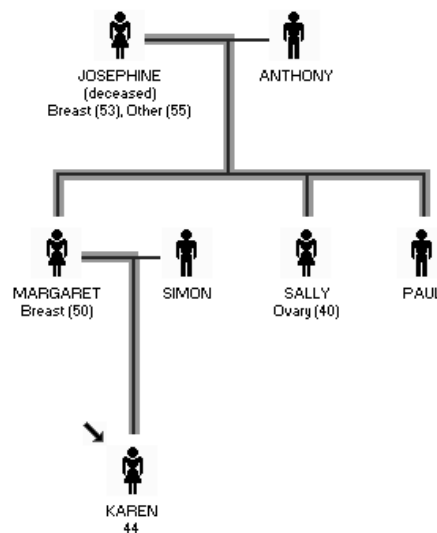 JOSEPHINE
(deceased)
Breast (53), Other (55)
ANTHONY
MARGARET
Breast (50)
SIMON
SALLY
Ovary (40)
PAUL
KAREN
44